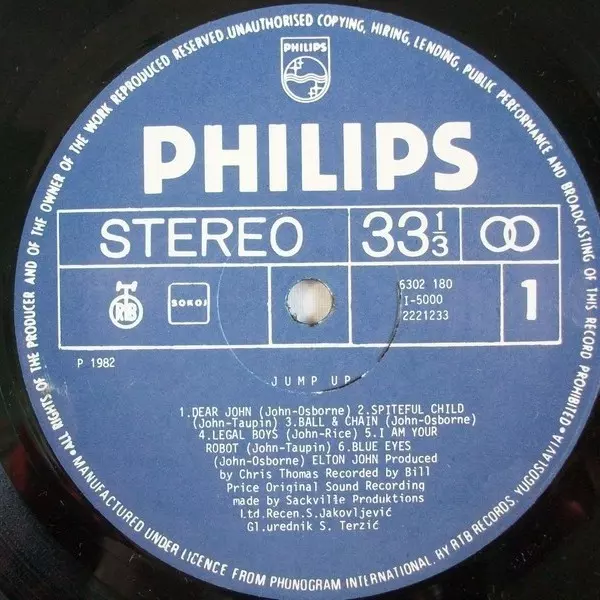 ALL RIGHTS OF THE PRODUCER AND OF THE OWNER OF THE WORK REPRODUCED RESERVED. UNAUTHORISED COPYING, HIRING, LENDING, PUBLIC PERFORMANCE AND BROADCASTING OF THIS RECORD PROHIBITED
PHILIPS
PHILIPS
STEREO
33 1/3
RTB
SOKOJ
6302 180
I-5000
2221233
1
P 1982
JUMP UP
1.DEAR JOHN (John-Osborne) 2.SPITEFUL CHILD
(John-Taupin) 3.BALL & CHAIN (John-Osborne)
4.LEGAL BOYS (John-Rice) 5.I AM YOUR
ROBOT (John-Taupin) 6.BLUE EYES
(John-Osborne) ELTON JOHN Produced
by Chris Thomas Recorded by Bill
Price Original Sound Recording
made by Sackville Produktions
Ltd.Recen.S.Jakovljević
Gl.urednik S. Terzić
MANUFACTURED UNDER LICENCE FROM PHONOGRAM INTERNATIONAL. BY RTB RECORDS, YUGOSLAVIA